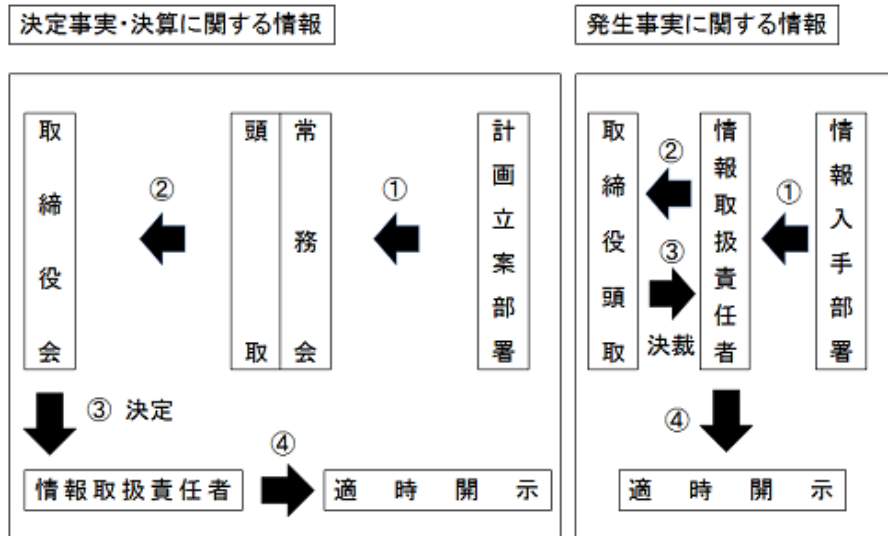 決定事実・決算に関する情報
取締役会
②
頭取
常務会
①
計画立案部署
③ 決定
情報取扱責任者
④
適時開示
発生事実に関する情報
取締役頭取
②
③
決裁
情報取扱責任者
①
情報入手部署
④
適時開示